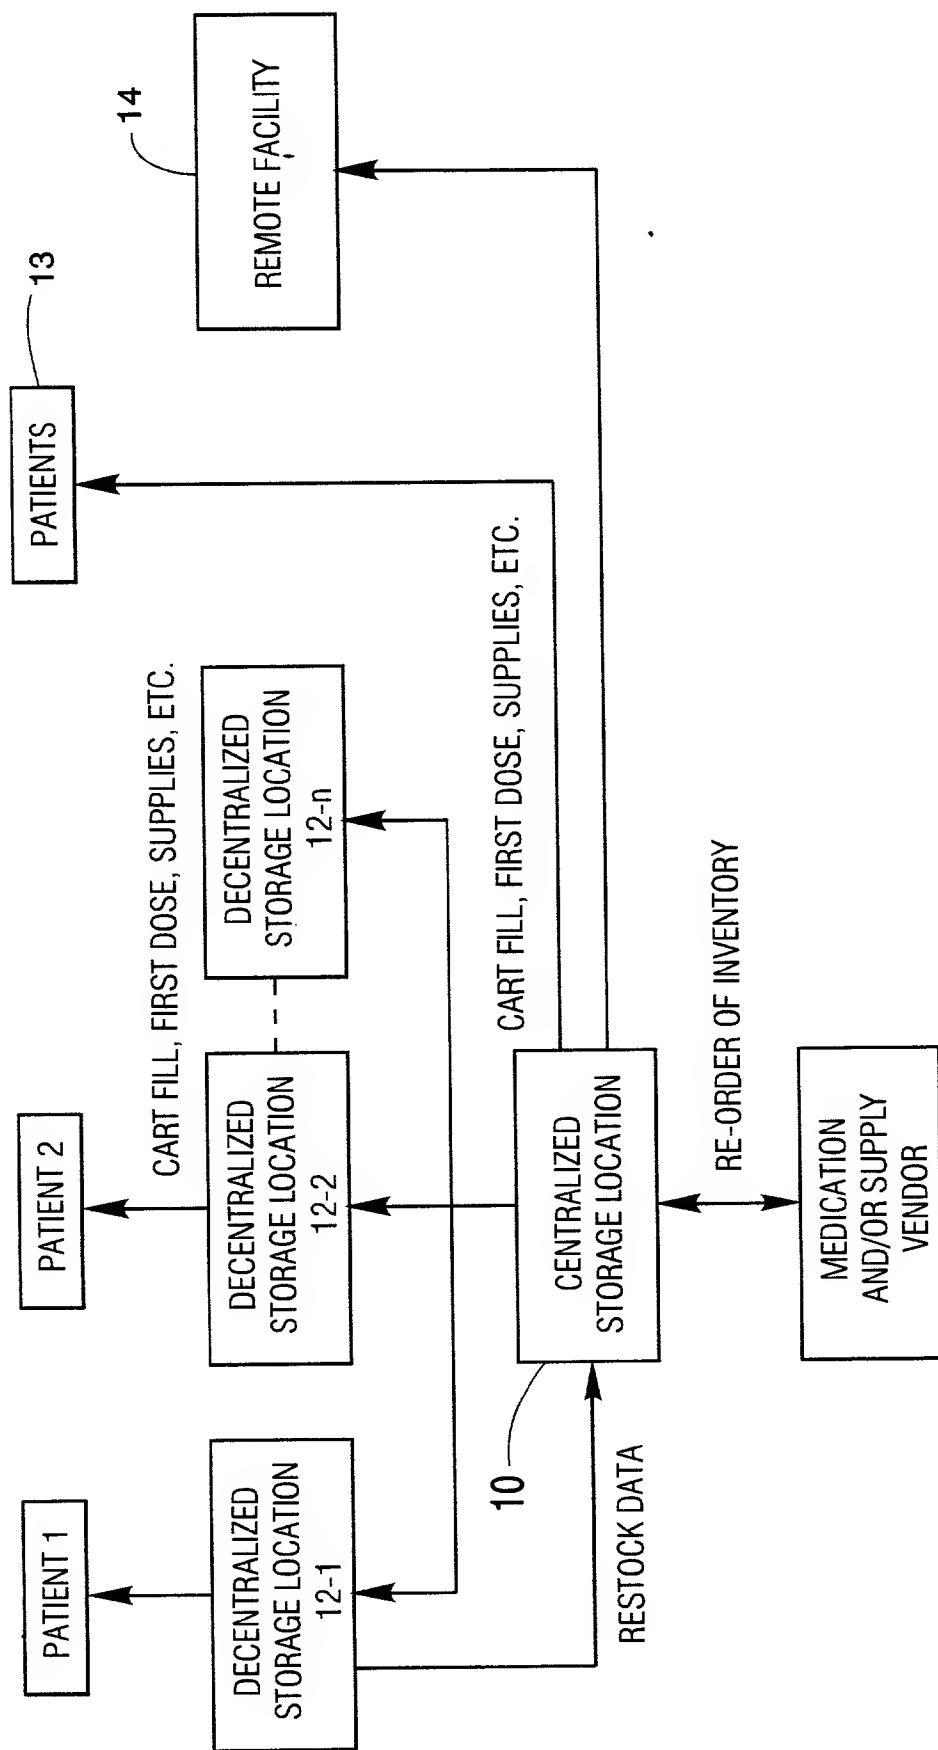 PATIENT 1
PATIENT 2
PATIENTS
13
14
CART FILL, FIRST DOSE, SUPPLIES, ETC.
DECENTRALIZED
STORAGE LOCATION
12-1
DECENTRALIZED
STORAGE LOCATION
12-2
DECENTRALIZED
STORAGE LOCATION
12-n
REMOTE FACILITY
CART FILL, FIRST DOSE, SUPPLIES, ETC.
10
CENTRALIZED
STORAGE LOCATION
RESTOCK DATA
RE-ORDER OF INVENTORY
MEDICATION
AND/OR SUPPLY
VENDOR